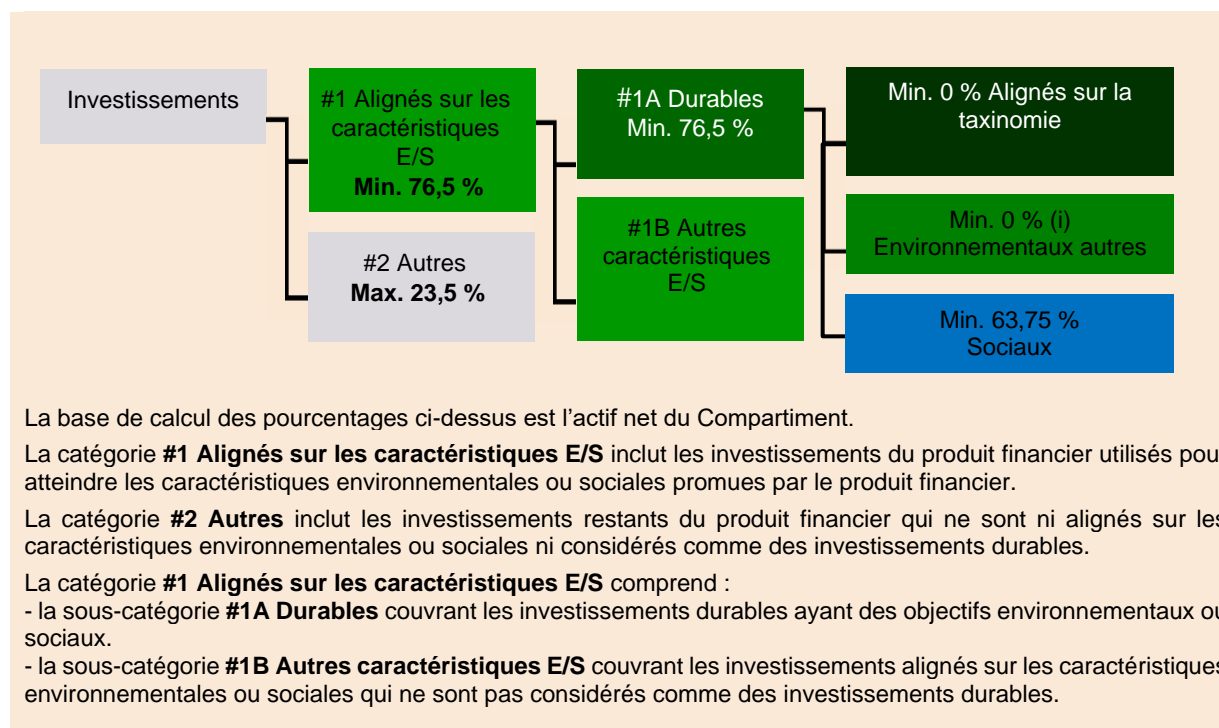 Investissements
#1 Alignés sur les
caractéristiques
E/S
Min. 76,5 %
#2 Autres
Max. 23,5 %
#1A Durables
Min. 76,5 %
#1B Autres
caractéristiques
E/S
Min. 0 % Alignés sur la
taxinomie
Min. 0 % (i)
Environnementaux autres
Min. 63,75 %
Sociaux
La base de calcul des pourcentages ci-dessus est l’actif net du Compartiment.
La catégorie #1 Alignés sur les caractéristiques E/S inclut les investissements du produit financier utilisés pou
atteindre les caractéristiques environnementales ou sociales promues par le produit financier.
La catégorie #2 Autres inclut les investissements restants du produit financier qui ne sont ni alignés sur les
caractéristiques environnementales ou sociales ni considérés comme des investissements durables.
La catégorie #1 Alignés sur les caractéristiques E/S comprend :
- la sous-catégorie #1A Durables couvrant les investissements durables ayant des objectifs environnementaux ou
sociaux.
- la sous-catégorie #1B Autres caractéristiques E/S couvrant les investissements alignés sur les caractéristiques
environnementales ou sociales qui ne sont pas considérés comme des investissements durables.